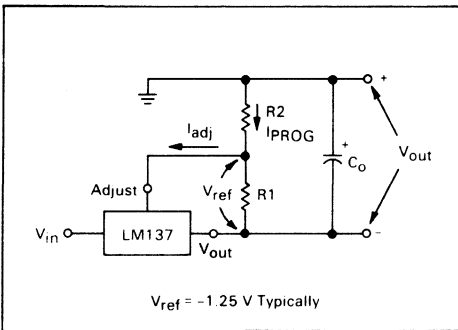 +
R2
IPROG
Iadj
+
CO
Vout
Adjust
Vref
R1
Vin
LM137
Vout
-
Vref = -1.25 V Typically